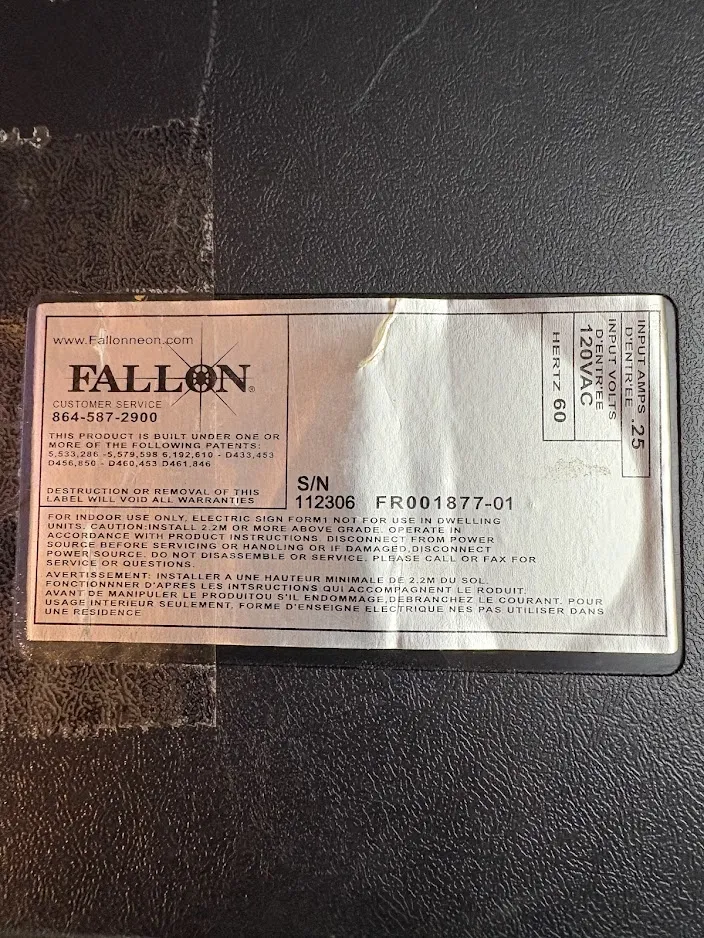 www.Fallonneon.com
FALLON®
CUSTOMER SERVICE
864-587-2900
THIS PRODUCT IS BUILT UNDER ONE OR
MORE OF THE FOLLOWING PATENTS:
5,533,286 -5,579,598 6,192,610 - D433,453
D456,850 - D460,453 D461,846
DESTRUCTION OR REMOVAL OF THIS
LABEL WILL VOID ALL WARRANTIES
S/N
112306 FR001877-01
INPUT AMPS .25
D'ENTR'EE
INPUT VOLTS
D'ENTR'EE
120VAC
HERTZ 60
FOR INDOOR USE ONLY, ELECTRIC SIGN FORM1 NOT FOR USE IN DWELLING
UNITS. CAUTION:INSTALL 2.2M OR MORE ABOVE GRADE. OPERATE IN
ACCORDANCE WITH PRODUCT INSTRUCTIONS. DISCONNECT FROM POWER
SOURCE BEFORE SERVICING OR HANDLING OR IF DAMAGED,DISCONNECT
POWER SOURCE. DO NOT DISASSEMBLE OR SERVICE. PLEASE CALL OR FAX FOR
SERVICE OR QUESTIONS.
AVERTISSEMENT: INSTALLER A UNE HAUTEUR MINIMALE DE 2,2M DU SOL.
FONCTIONNNER D'APRES LES INTSRUCTIONS QUI ACCOMPAGNENT LE RODUIT.
AVANT DE MANIPULER LE PRODUITOU S'IL ENDOMMAGE,DEBRANCHEZ LE COURANT. POUR
USAGE INTERIEUR SEULEMENT, FORME D'ENSEIGNE ELECTRIQUE NES PAS UTILISER DANS
UNE RESIDENCE